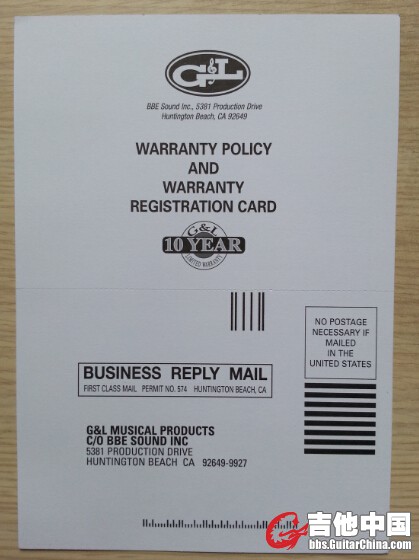 G&L
BBE Sound Inc., 5381 Production Drive
Huntington Beach, CA 92649
WARRANTY POLICY
AND
WARRANTY
REGISTRATION CARD
G&L
10 YEAR
LIMITED WARRANTY
NO POSTAGE
NECESSARY IF
MAILED
IN THE
UNITED STATES
BUSINESS REPLY MAIL
FIRST CLASS MAIL PERMIT NO. 574 HUNTINGTON BEACH, CA
G&L MUSICAL PRODUCTS
C/O BBE SOUND INC
5381 PRODUCTION DRIVE
HUNTINGTON BEACH CA 92649-9927
吉他中国
bbs.GuitarChina.com